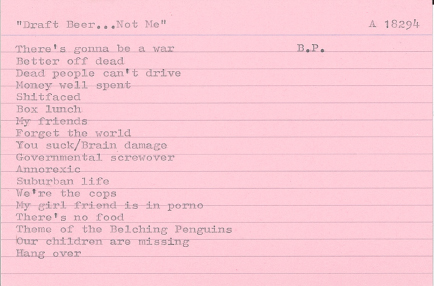 "Draft Beer...Not Me" A 18294
There's gonna be a war B.P.
Better off dead
Dead people can't drive
Money well spent
Shitfaced
Box lunch
My friends
Forget the world
You suck/Brain damage
Governmental screwover
Annorexic
Suburban life
We're the cops
My girl friend is in porno
There's no food
Theme of the Belching Penguins
Our children are missing
Hang over